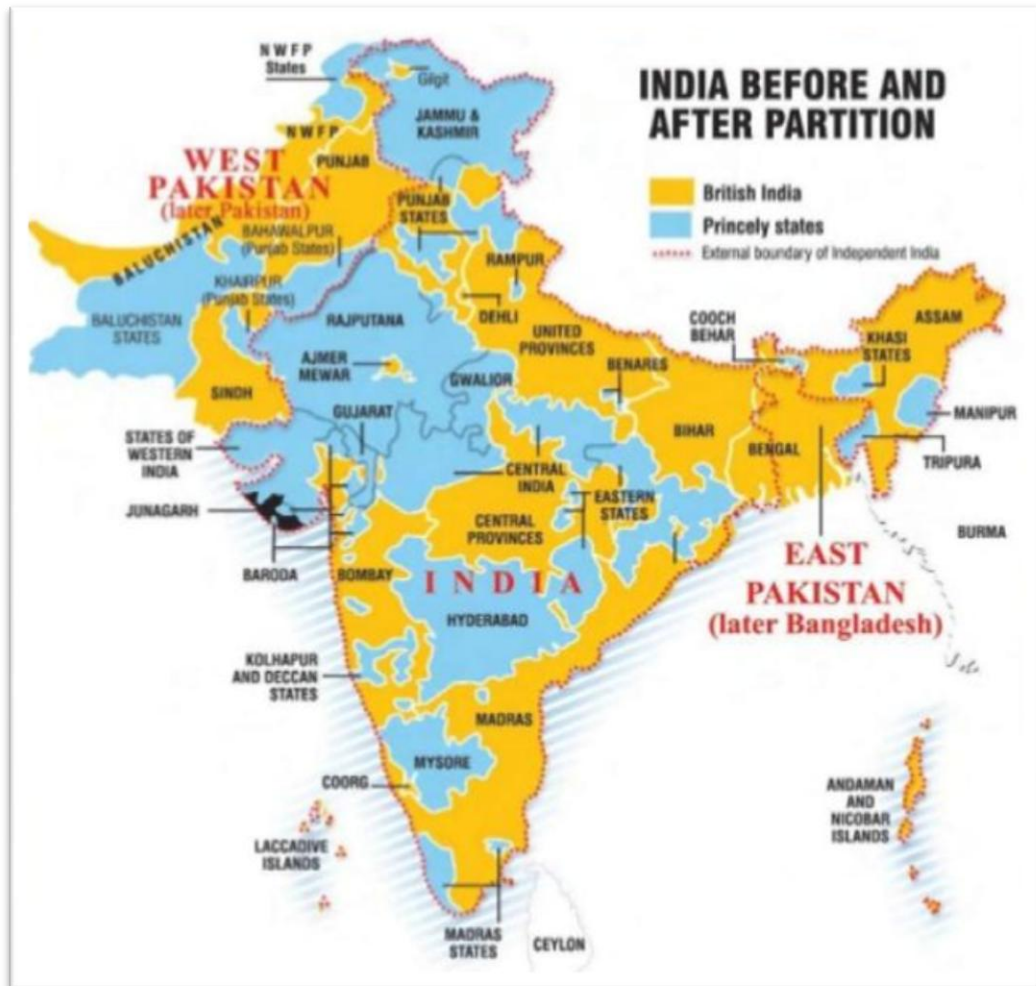 INDIA BEFORE AND
AFTER PARTITION
British India
Princely states
External boundary of Independent India
N W F P
States
Gilgit
JAMMU &
KASHMIR
N W F P
PUNJAB
WEST
PAKISTAN
(later Pakistan)
PUNJAB
STATES
BAHAWALPUR
(Punjab States)
BALUCHISTAN
KHAIRPUR
(Punjab States)
BALUCHISTAN
STATES
RAMPUR
DEHLI
RAJPUTANA
UNITED
PROVINCES
COOCH
BEHAR
ASSAM
KHASI
STATES
AJMER
MEWAR
GWALIOR
BENARES
SINDH
GUJARAT
BIHAR
BENGAL
MANIPUR
TRIPURA
STATES OF
WESTERN
INDIA
CENTRAL
INDIA
EASTERN
STATES
JUNAGARH
CENTRAL
PROVINCES
BURMA
EAST
PAKISTAN
(later Bangladesh)
BARODA
BOMBAY
INDIA
HYDERABAD
KOLHAPUR
AND DECCAN
STATES
MADRAS
MYSORE
COORG
ANDAMAN
AND
NICOBAR
ISLANDS
LACCADIVE
ISLANDS
MADRAS
STATES
CEYLON